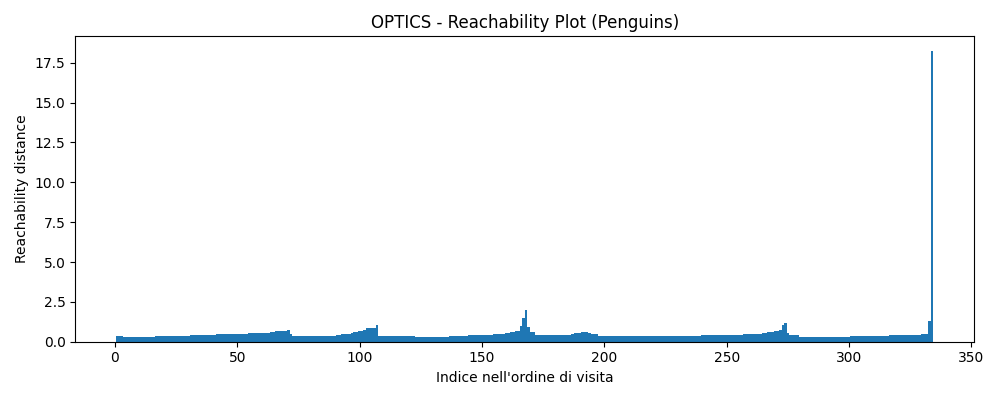 OPTICS - Reachability Plot (Penguins)
Reachability distance
17.5
15.0
12.5
10.0
7.5
5.0
2.5
0.0
0 50 100 150 200 250 300 350
Indice nell'ordine di visita